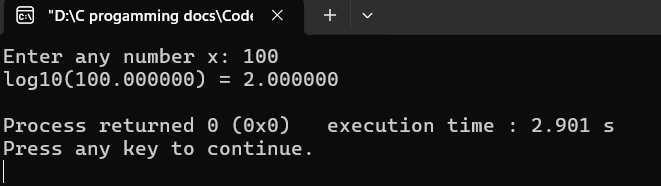 "D:\C progamming docs\Code
Enter any number x: 100
log10(100.000000) = 2.000000
Process returned 0 (0x0)   execution time : 2.901 s
Press any key to continue.